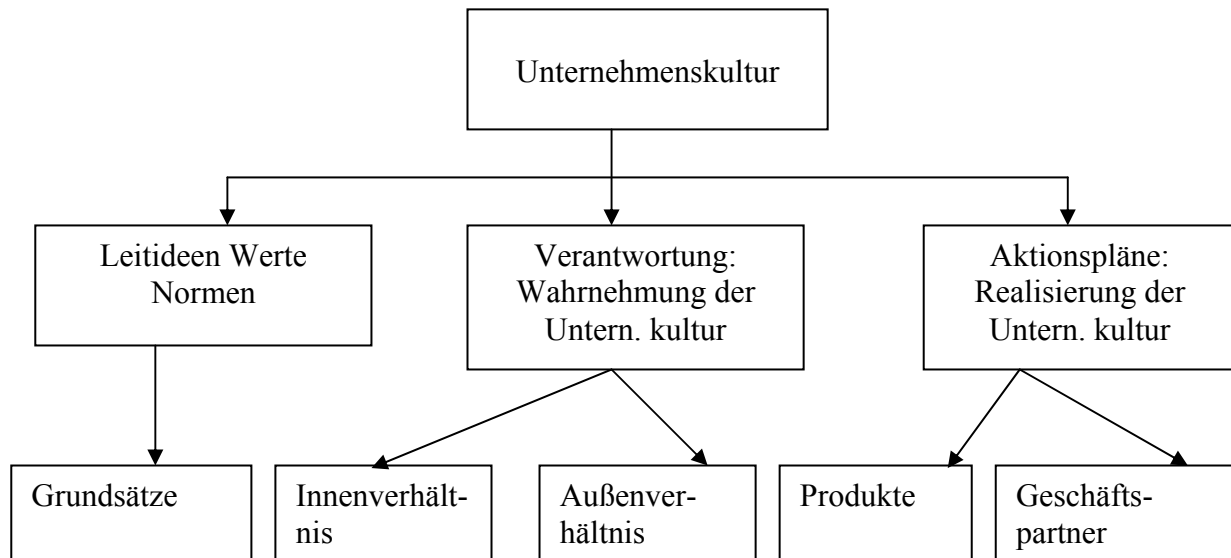 Unternehmenskultur
Leitideen Werte
Normen
Verantwortung:
Wahrnehmung der
Untern. kultur
Aktionspläne:
Realisierung der
Untern. kultur
Grundsätze
Innenverhält-
nis
Außenver-
hältnis
Produkte
Geschäfts-
partner